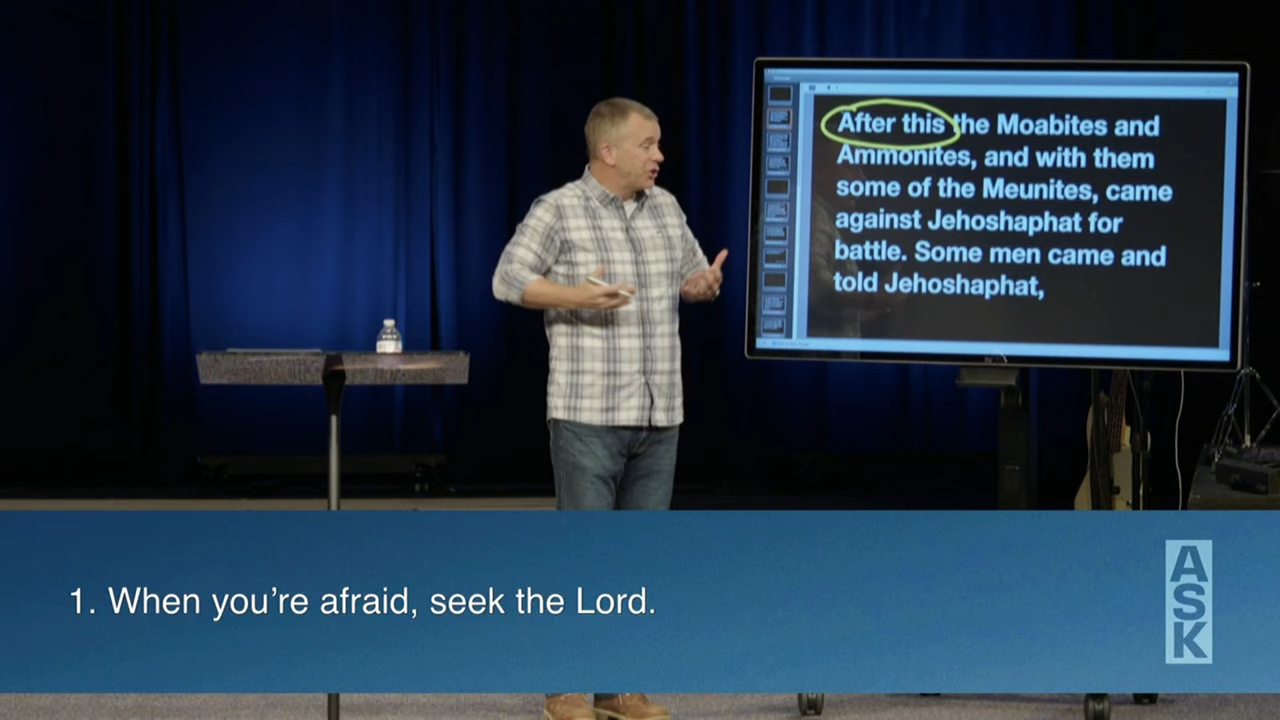 After this the Moabites and
Ammonites, and with them
some of the Meunites, came
against Jehoshaphat for
battle. Some men came and
told Jehoshaphat,
1. When you're afraid, seek the Lord.
ASK